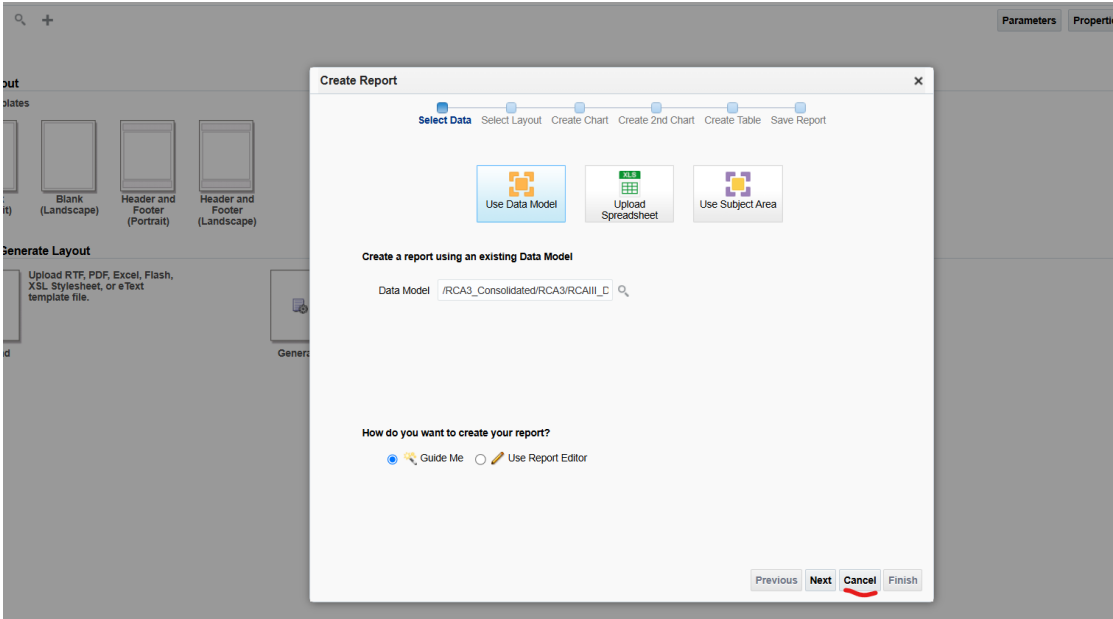 Parameters
Create Report
Select Data Select Layout Create Chart Create 2nd Chart Create Table Save Report
Use Data Model
XLS
Upload
Spreadsheet
Use Subject Area
Create a report using an existing Data Model
Data Model /RCA3_Consolidated/RCA3/RCAIII_D
How do you want to create your report?
Guide Me Use Report Editor
Previous Next Cancel Finish
Blank
(Landscape)
Header and
Footer
(Portrait)
Header and
Footer
(Landscape)
Generate Layout
Upload RTF, PDF, Excel, Flash,
XSL Stylesheet, or eText
template file.